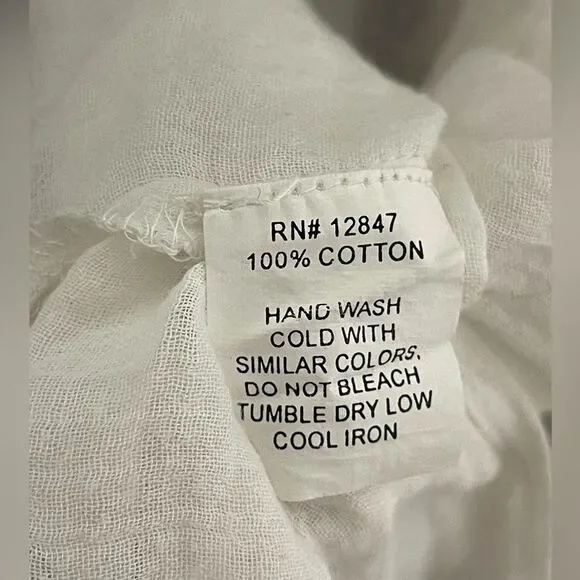 RN# 12847
100% COTTON
HAND WASH
COLD WITH
SIMILAR COLORS.
DO NOT BLEACH
TUMBLE DRY LOW
COOL IRON